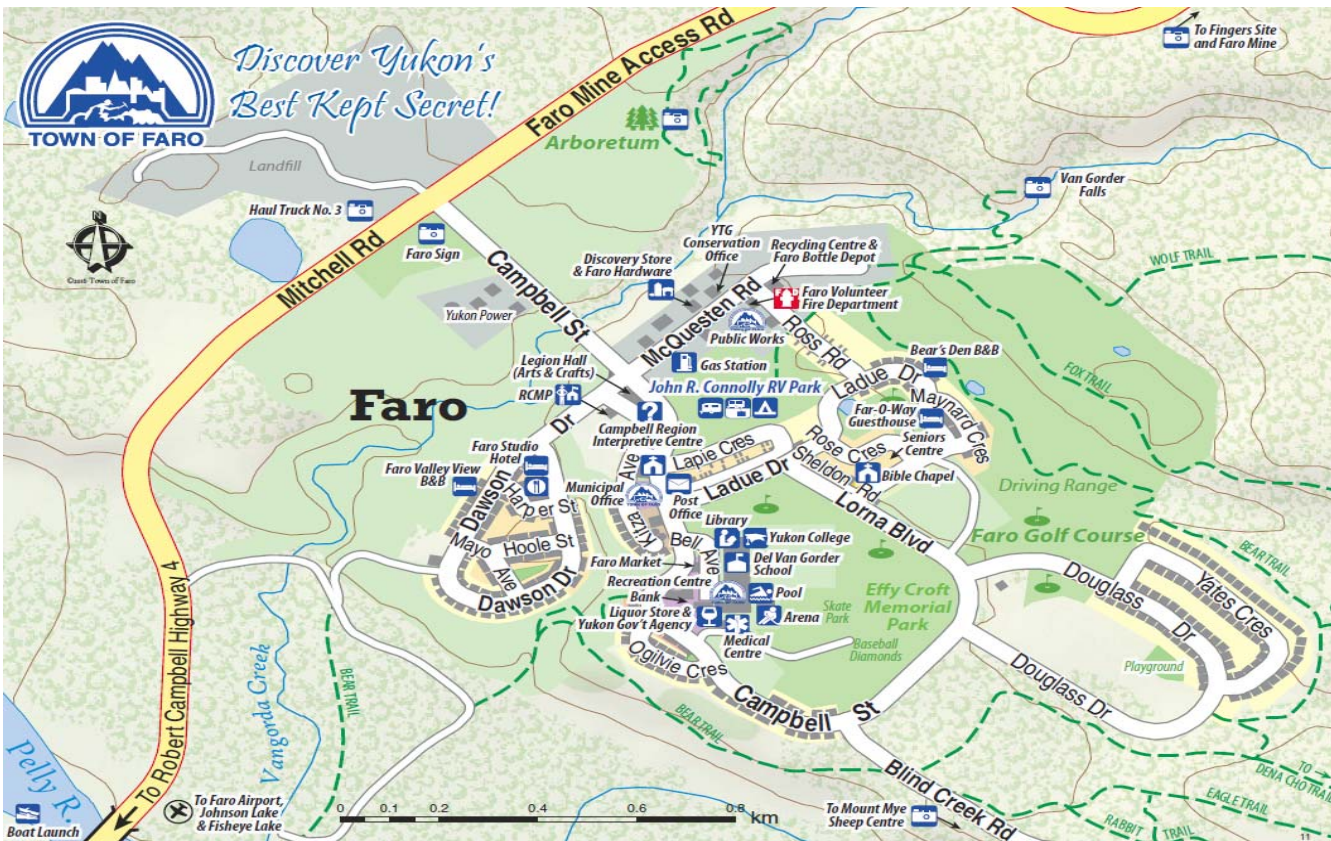 Discover Yukon's
Best Kept Secret!
TOWN OF FARO
N
©2016 Town of Faro
Landfill
Haul Truck No. 3
Faro Sign
Faro Mine Access Rd
Mitchell Rd
Arboretum
To Fingers Site
and Faro Mine
Van Gorder
Falls
WOLF TRAIL
FOX TRAIL
BEAR TRAIL
Campbell St
Yukon Power
Discovery Store
& Faro Hardware
YTG
Conservation
Office
Recycling Centre &
Faro Bottle Depot
McQuesten Rd
Faro Volunteer
Fire Department
Public Works
Gas Station
Ross Rd
Legion Hall
(Arts & Crafts)
RCMP
?
Campbell Region
Interpretive Centre
John R. Connolly RV Park
Faro
Bear's Den B&B
Ladue Dr
Maynard Cres
Far-O-Way
Guesthouse
Seniors
Centre
Rose Cres
Sheldon Rd
Bible Chapel
Faro Studio
Hotel
Faro Valley View
B&B
Dawson Dr
Harper St
Hoole St
Mayo Ave
Dawson Dr
Municipal
Office
Kitza Ave
Lapie Cres
Post
Office
Ladue Dr
Lorna Blvd
Library
Yukon College
Bell Ave
Del Van Gorder
School
Faro Market
Recreation Centre
Pool
Bank
Liquor Store &
Yukon Gov't Agency
Medical
Centre
Arena
Skate
Park
Effy Croft
Memorial
Park
Baseball
Diamonds
Driving Range
Faro Golf Course
Douglass Dr
Yates Cres
Playground
Douglass Dr
Ogilvie Cres
Campbell St
BEAR TRAIL
BEAR TRAIL
Blind Creek Rd
To Mount Mye
Sheep Centre
TO
DENA CHO TRAIL
EAGLE TRAIL
RABBIT TRAIL
Vangorda Creek
Pelly R.
Boat Launch
To Robert Campbell Highway 4
To Faro Airport,
Johnson Lake
& Fisheye Lake
0 0.1 0.2 0.4 0.6 0.8
km
11